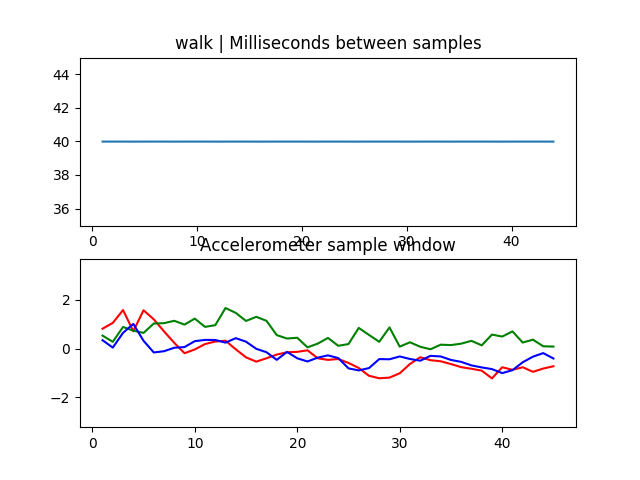 walk | Milliseconds between samples
44
42
40
38
36
0 10 20 30 40
Accelerometer sample window
2
0
−2
0 10 20 30 40